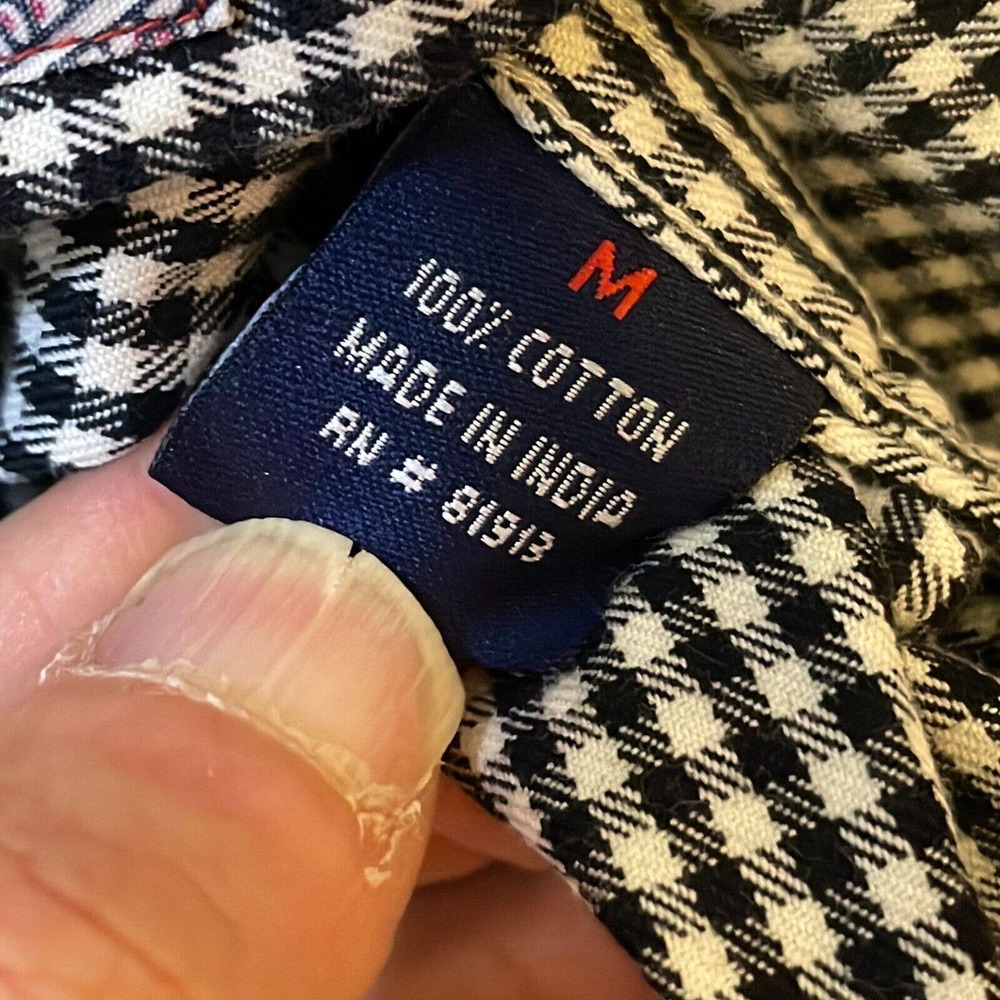 M
100% COTTON
MADE IN INDIA
RN # 81913